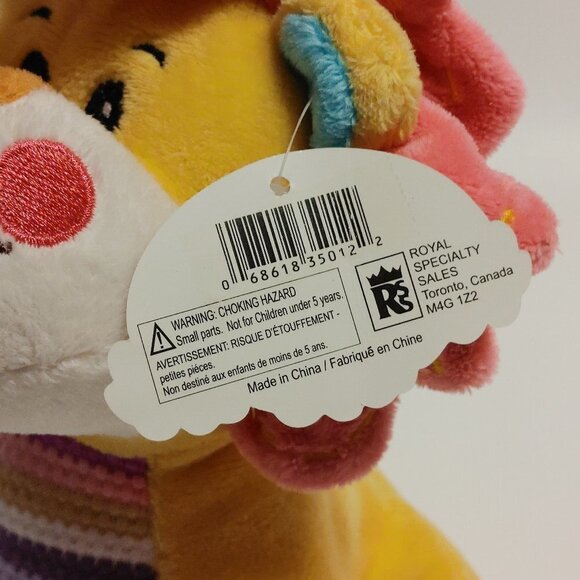 0 68618 35012 2
WARNING: CHOKING HAZARD
Small parts. Not for Children under 5 years.
AVERTISSEMENT: RISQUE D'ÉTOUFFEMENT -
petites pièces.
Non destiné aux enfants de moins de 5 ans.
RSS
ROYAL
SPECIALTY
SALES
Toronto, Canada
M4G 1Z2
Made in China / Fabriqué en Chine